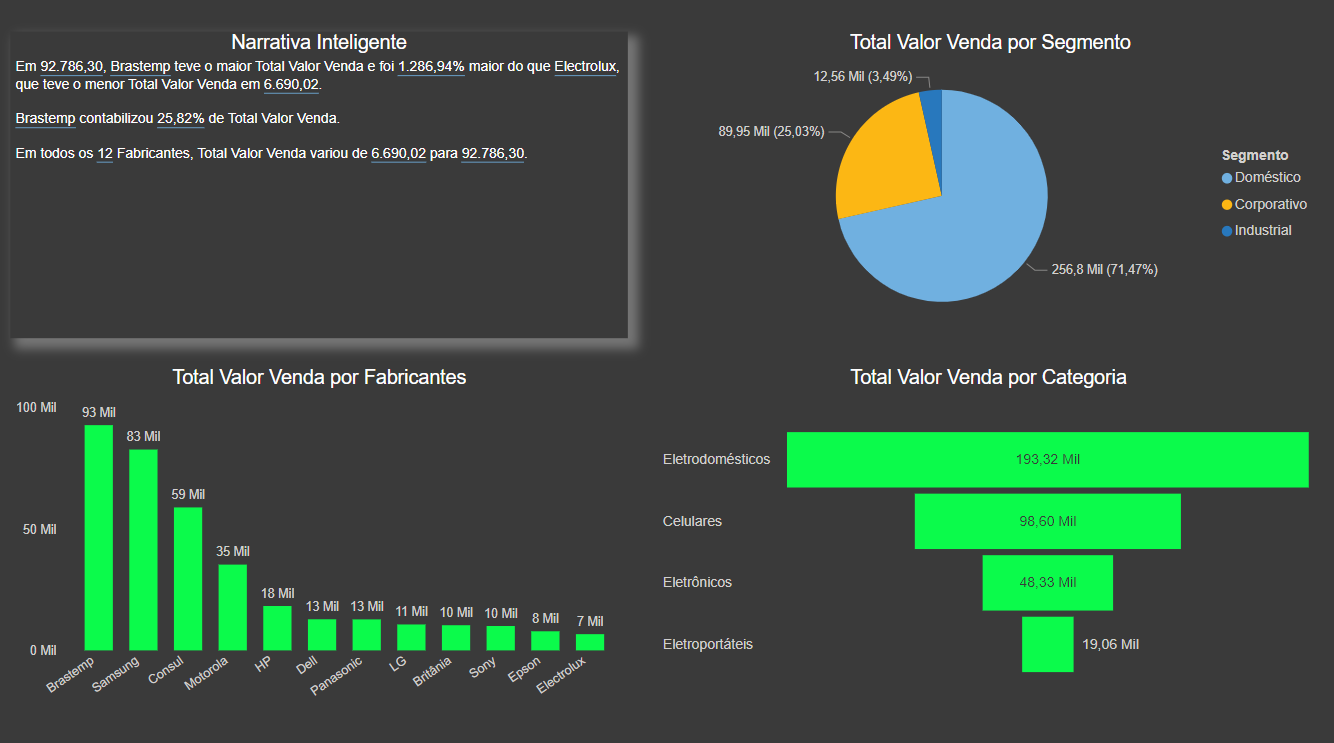 Narrativa Inteligente
Em 92.786,30, Brastemp teve o maior Total Valor Venda e foi 1.286,94% maior do que Electrolux,
que teve o menor Total Valor Venda em 6.690,02.
Brastemp contabilizou 25,82% de Total Valor Venda.
Em todos os 12 Fabricantes, Total Valor Venda variou de 6.690,02 para 92.786,30.
Total Valor Venda por Segmento
12,56 Mil (3,49%)
89,95 Mil (25,03%)
256,8 Mil (71,47%)
Segmento
Doméstico
Corporativo
Industrial
Total Valor Venda por Fabricantes
100 Mil
50 Mil
0 Mil
93 Mil
83 Mil
59 Mil
35 Mil
18 Mil
13 Mil
13 Mil
11 Mil
10 Mil
10 Mil
8 Mil
7 Mil
Brastemp
Samsung
Consul
Motorola
HP
Dell
Panasonic
LG
Britânia
Sony
Epson
Electrolux
Total Valor Venda por Categoria
Eletrodomésticos
193,32 Mil
Celulares
98,60 Mil
Eletrônicos
48,33 Mil
Eletroportáteis
19,06 Mil